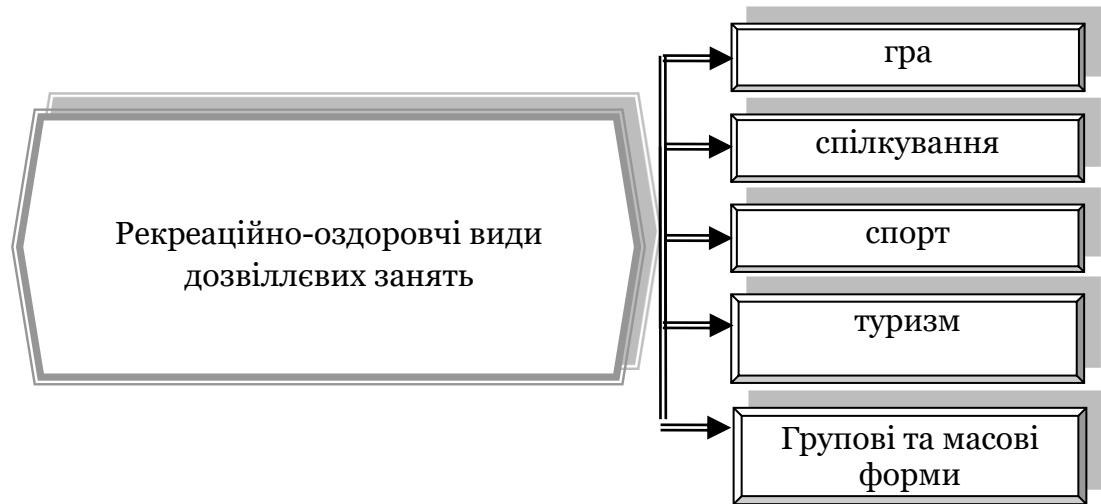 гра
спілкування
Рекреаційно-оздоровчі види
дозвіллєвих занять
спорт
туризм
Групові та масові
форми